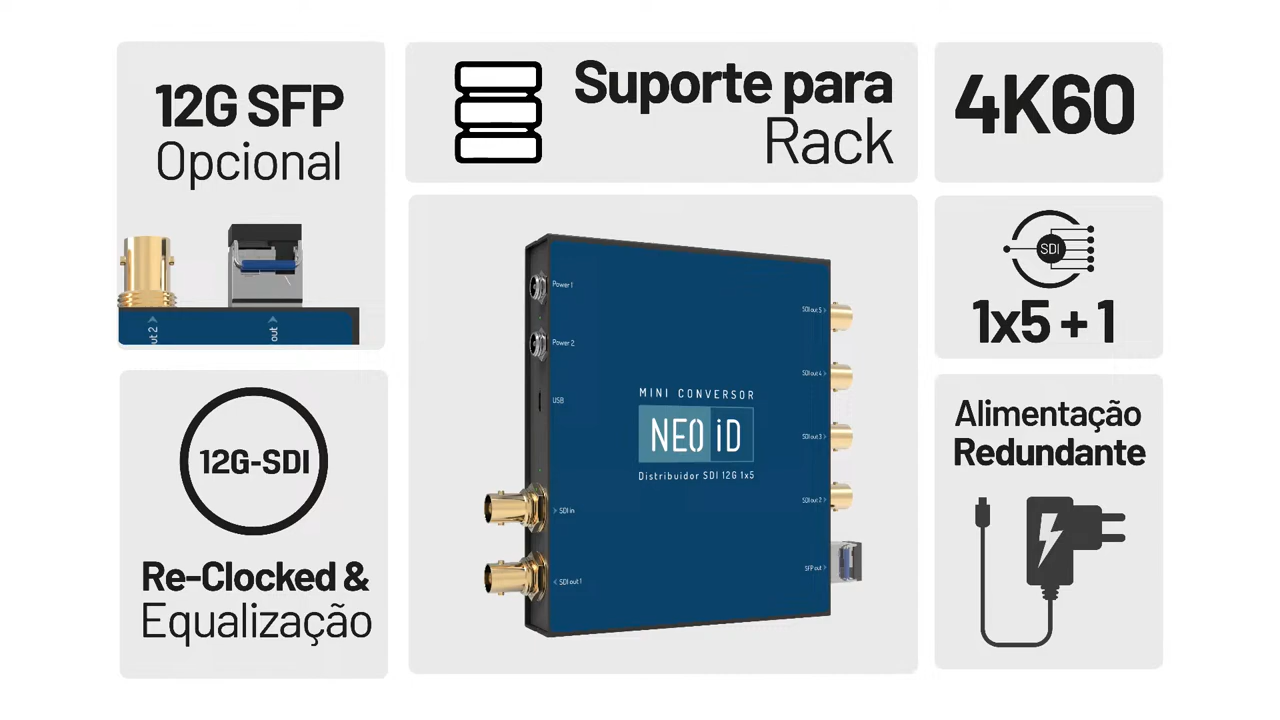 12G SFP
Opcional
out 2
out
Suporte para
Rack
4K60
SDI
1x5 + 1
12G-SDI
Re-Clocked &
Equalização
Power 1
Power 2
USB
SDI in
SDI out 1
MINI CONVERSOR
NEO iD
Distribuidor SDI 12G 1x5
SDI out 5
SDI out 4
SDI out 3
SDI out 2
SFP out
Alimentação
Redundante